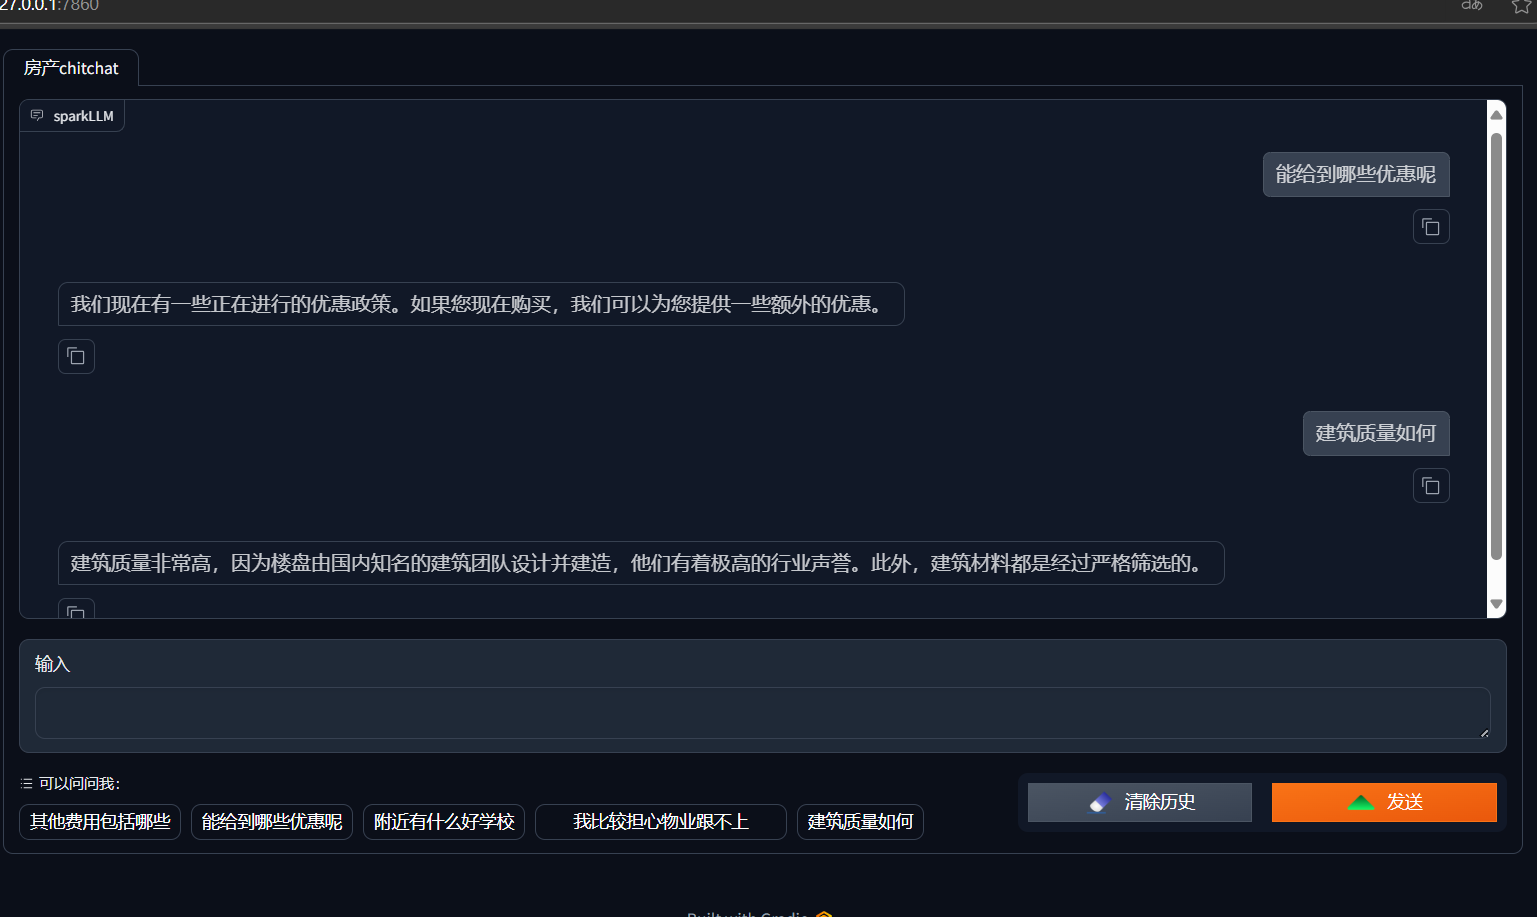 27.0.0.1:7860
房产chitchat
sparkLLM
能给到哪些优惠呢
我们现在有一些正在进行的优惠政策。如果您现在购买，我们可以为您提供一些额外的优惠。
建筑质量如何
建筑质量非常高，因为楼盘由国内知名的建筑团队设计并建造，他们有着极高的行业声誉。此外，建筑材料都是经过严格筛选的。
输入
可以问问我：
其他费用包括哪些 能给到哪些优惠呢 附近有什么好学校 我比较担心物业跟不上 建筑质量如何
清除历史 发送
Built with Gradio